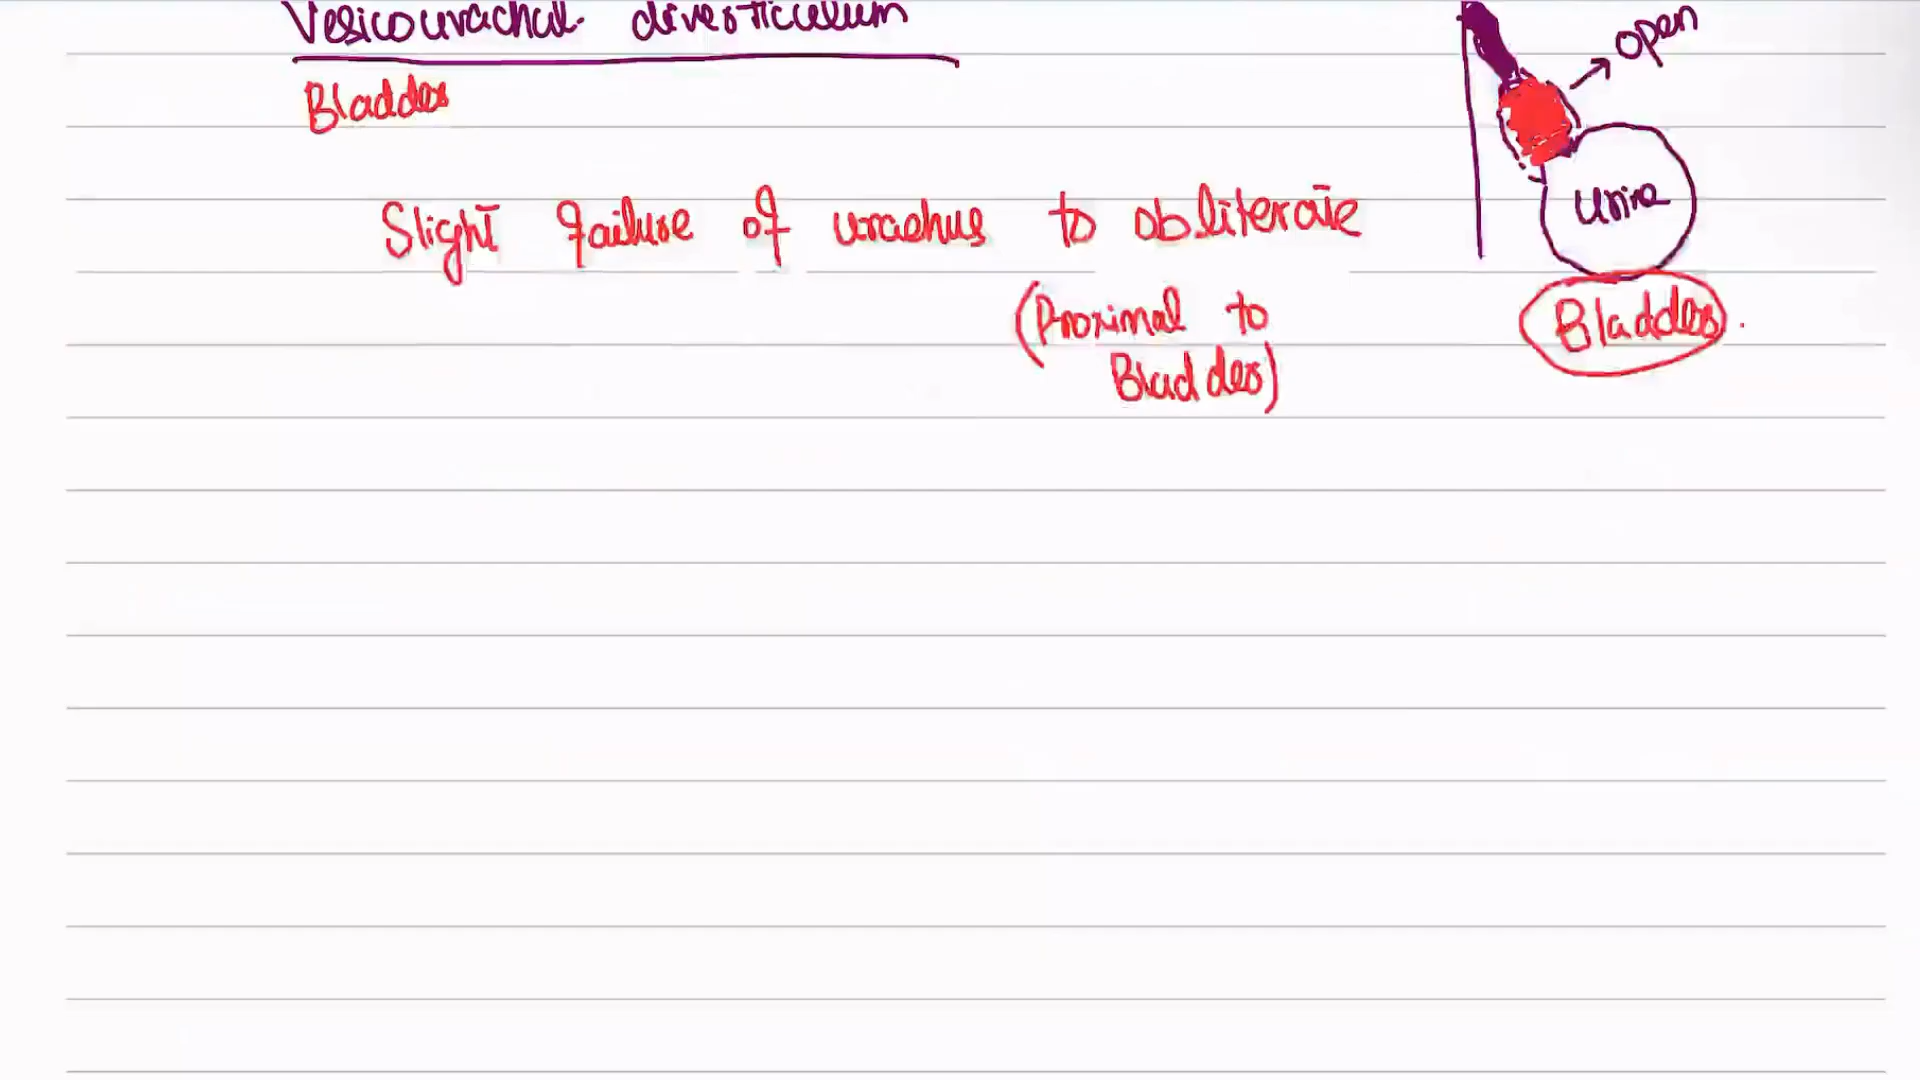 Vesicourachal diverticulum
open
Bladder
urine
Slight failure of urachus to obliterate
(Proximal to
Bladder)
Bladder.